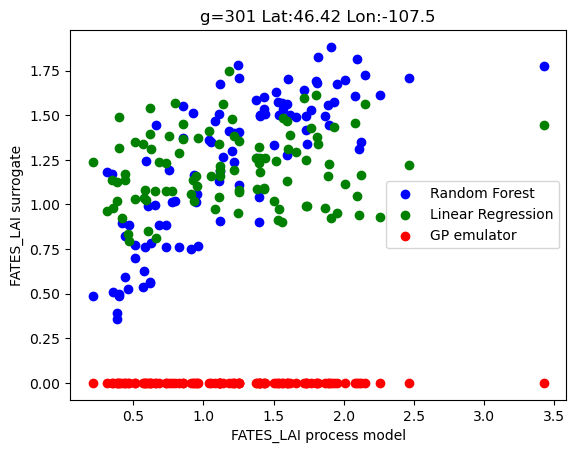 g=301 Lat:46.42 Lon:-107.5
FATES_LAI surrogate
1.75
1.50
1.25
1.00
0.75
0.50
0.25
0.00
Random Forest
Linear Regression
GP emulator
0.5 1.0 1.5 2.0 2.5 3.0 3.5
FATES_LAI process model